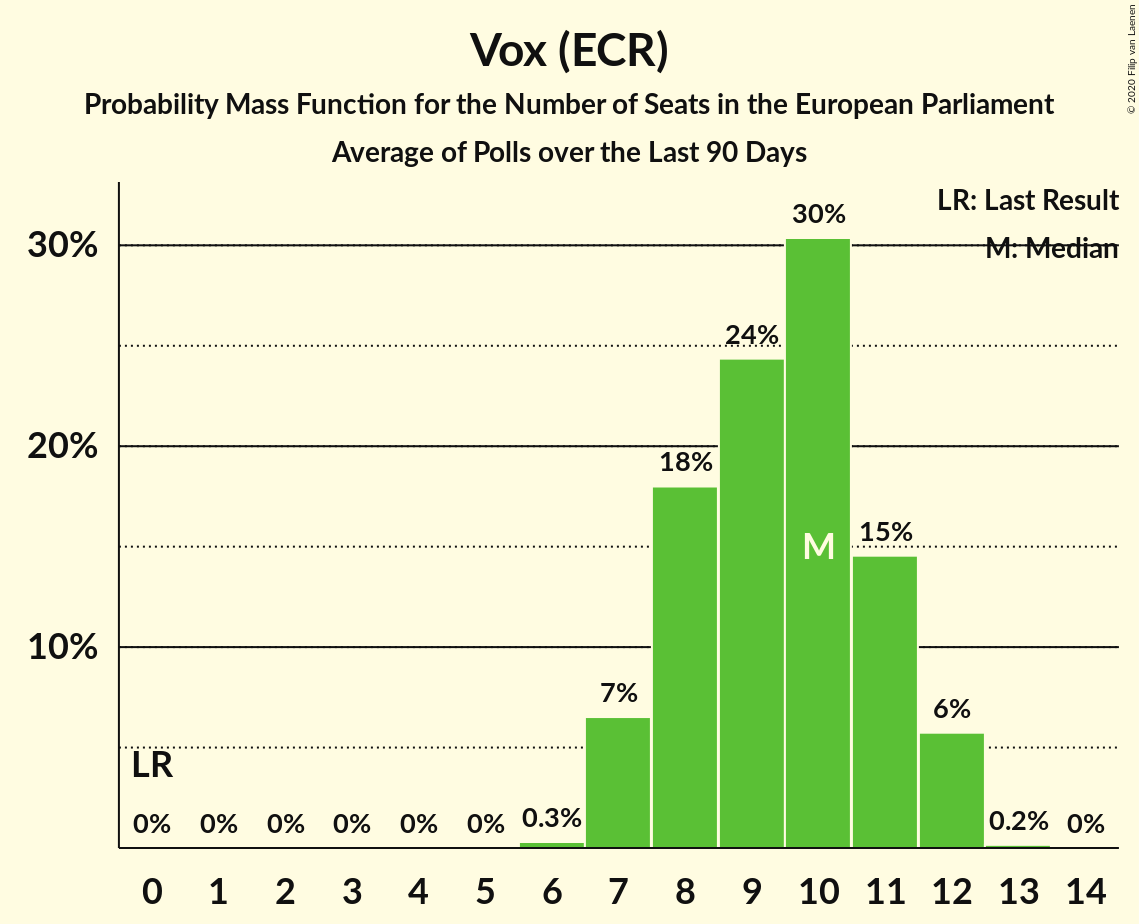 Vox (ECR)
Probability Mass Function for the Number of Seats in the European Parliament
Average of Polls over the Last 90 Days
© 2020 Filip van Laenen
LR: Last Result
M: Median
30%
20%
10%
30%
24%
18%
15%
M
7%
6%
LR
0%
0%
0%
0%
0%
0%
0.3%
0.2%
0%
0 1 2 3 4 5 6 7 8 9 10 11 12 13 14